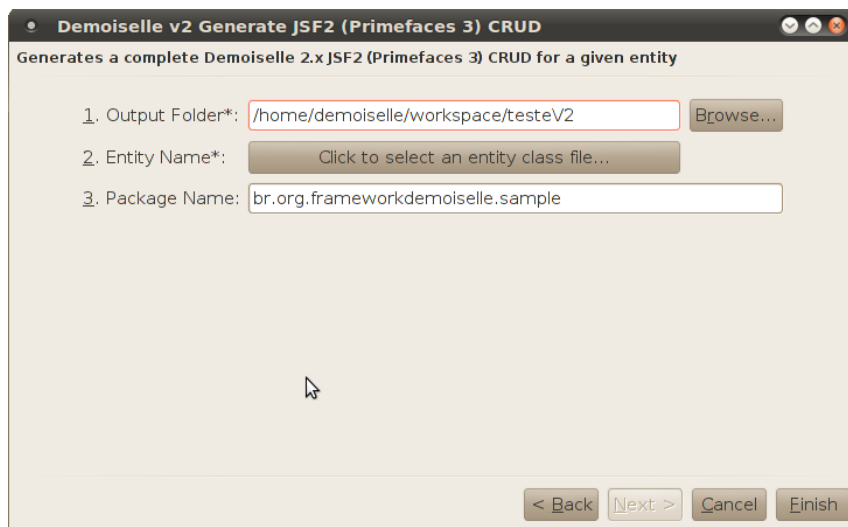 Demoiselle v2 Generate JSF2 (Primefaces 3) CRUD
Generates a complete Demoiselle 2.x JSF2 (Primefaces 3) CRUD for a given entity
1. Output Folder*: /home/demoiselle/workspace/testeV2 Browse...
2. Entity Name*: Click to select an entity class file...
3. Package Name: br.org.frameworkdemoiselle.sample
< Back Next > Cancel Finish